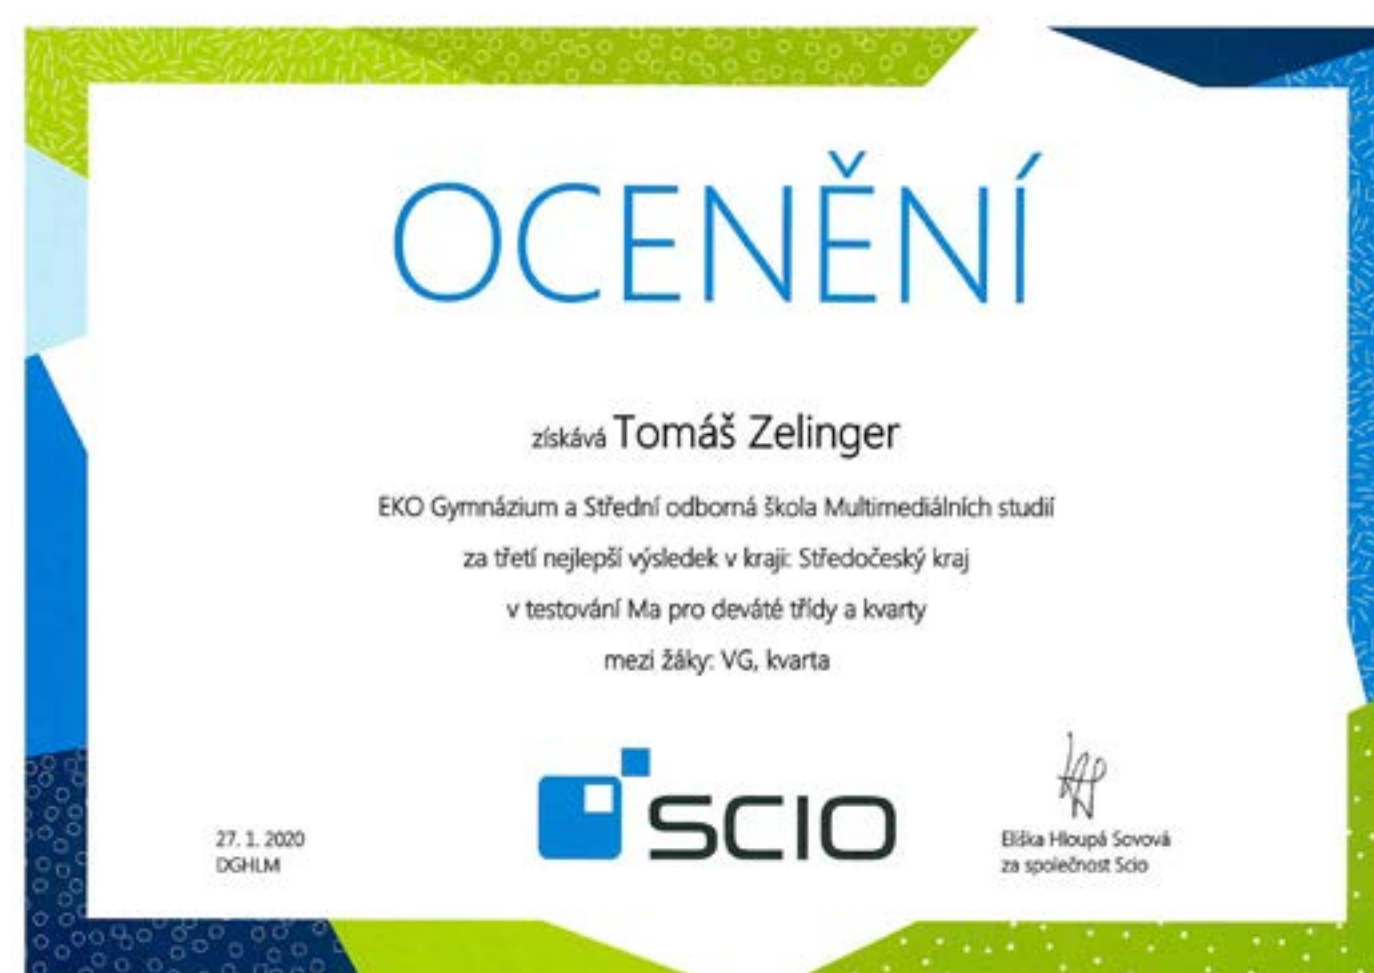 OCENĚNÍ
získává Tomáš Zelinger
EKO Gymnázium a Střední odborná škola Multimediálních studií
za třetí nejlepší výsledek v kraji: Středočeský kraj
v testování Ma pro deváté třídy a kvarty
mezi žáky: VG, kvarta
SCIO
27. 1. 2020
DGHLM
Eliška Hloupá Sovová
za společnost Scio